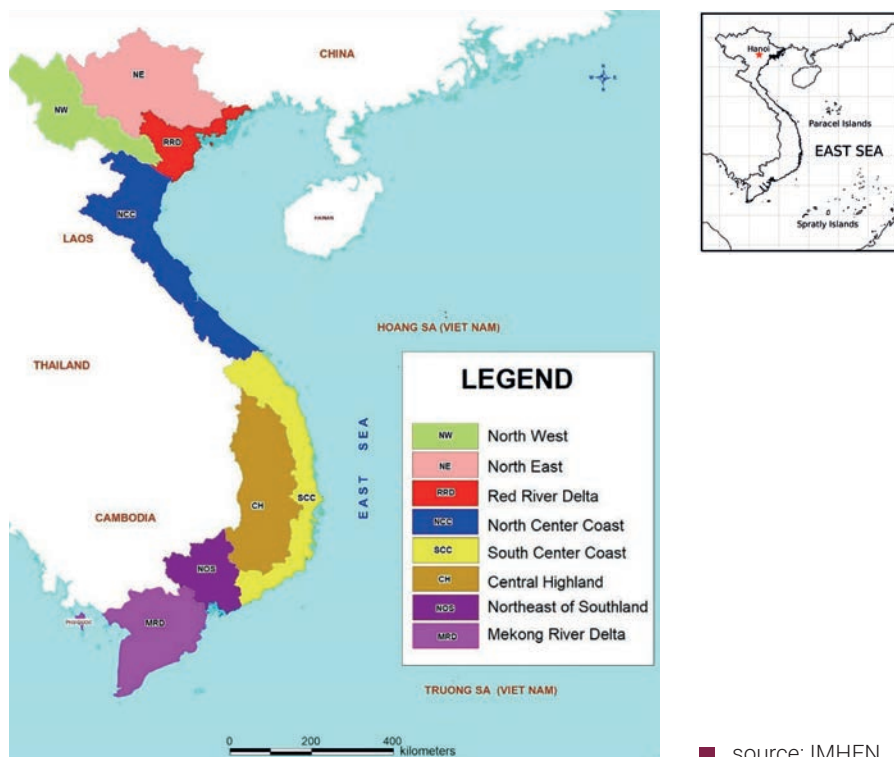 CHINA
NE
NW
RRD
NCC
LAOS
HAINAN
HOANG SA (VIET NAM)
THAILAND
EAST SEA
CAMBODIA
CH
SCC
NOS
MRD
TRUONG SA (VIET NAM)
LEGEND
NW North West
NE North East
RRD Red River Delta
NCC North Center Coast
SCC South Center Coast
CH Central Highland
NOS Northeast of Southland
MRD Mekong River Delta
0 200 400
kilometers
Hanoi
Paracel Islands
EAST SEA
Spratly Islands
source: IMHEN